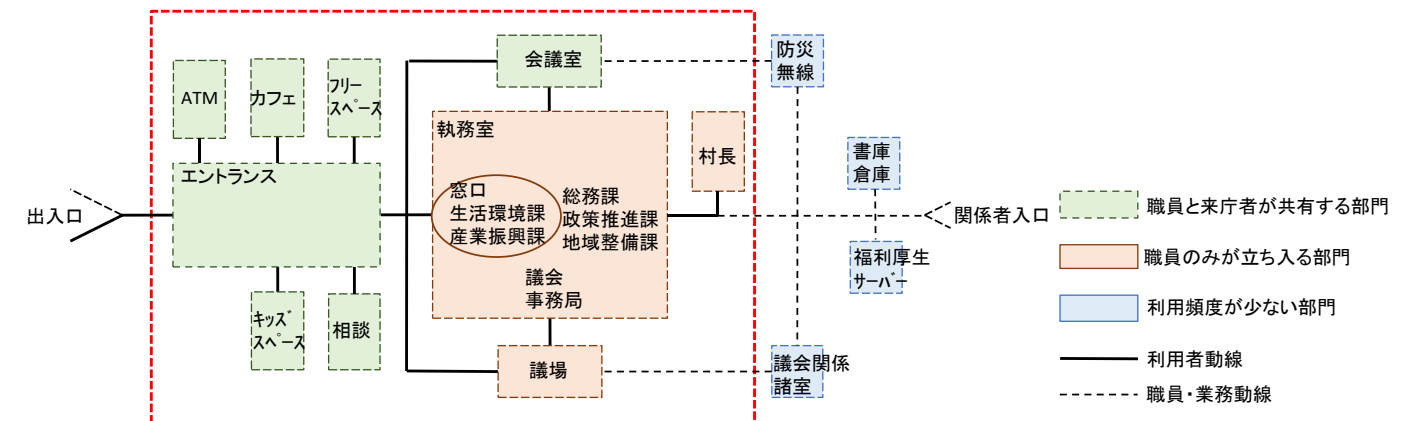 会議室
防災
無線
ATM
カフェ
フリー
スペース
執務室
村長
書庫
倉庫
エントランス
窓口
生活環境課
産業振興課
総務課
政策推進課
地域整備課
出入口
関係者入口
職員と来庁者が共有する部門
職員のみが立ち入る部門
福利厚生
サーバー
議会
事務局
利用頻度が少ない部門
キッズ
スペース
相談
議場
議会関係
諸室
利用者動線
職員・業務動線